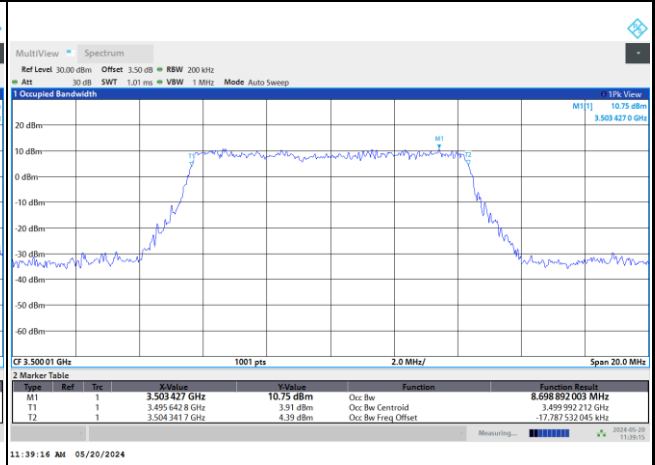 MultiView Spectrum
Ref Level 30.00 dBm Offset 3.50 dB RBW 200 kHz
Att 30 dB SWT 1.01 ms VBW 1 MHz Mode Auto Sweep
1 Occupied Bandwidth 1Pk View
M1[1] 10.75 dBm
3.503 427 0 GHz
20 dBm
M1
10 dBm
T1 T2
0 dBm
-10 dBm
-20 dBm
-30 dBm
-40 dBm
-50 dBm
-60 dBm
CF 3.500 01 GHz 1001 pts 2.0 MHz/ Span 20.0 MHz
2 Marker Table
Type Ref Trc X-Value Y-Value Function Function Result
M1 1 3.503 427 GHz 10.75 dBm Occ Bw 8.698 892 003 MHz
T1 1 3.495 642 8 GHz 3.91 dBm Occ Bw Centroid 3.499 992 212 GHz
T2 1 3.504 341 7 GHz 4.39 dBm Occ Bw Freq Offset -17.787 532 045 kHz
Measuring... 2024-05-20
11:39:15
11:39:16 AM 05/20/2024